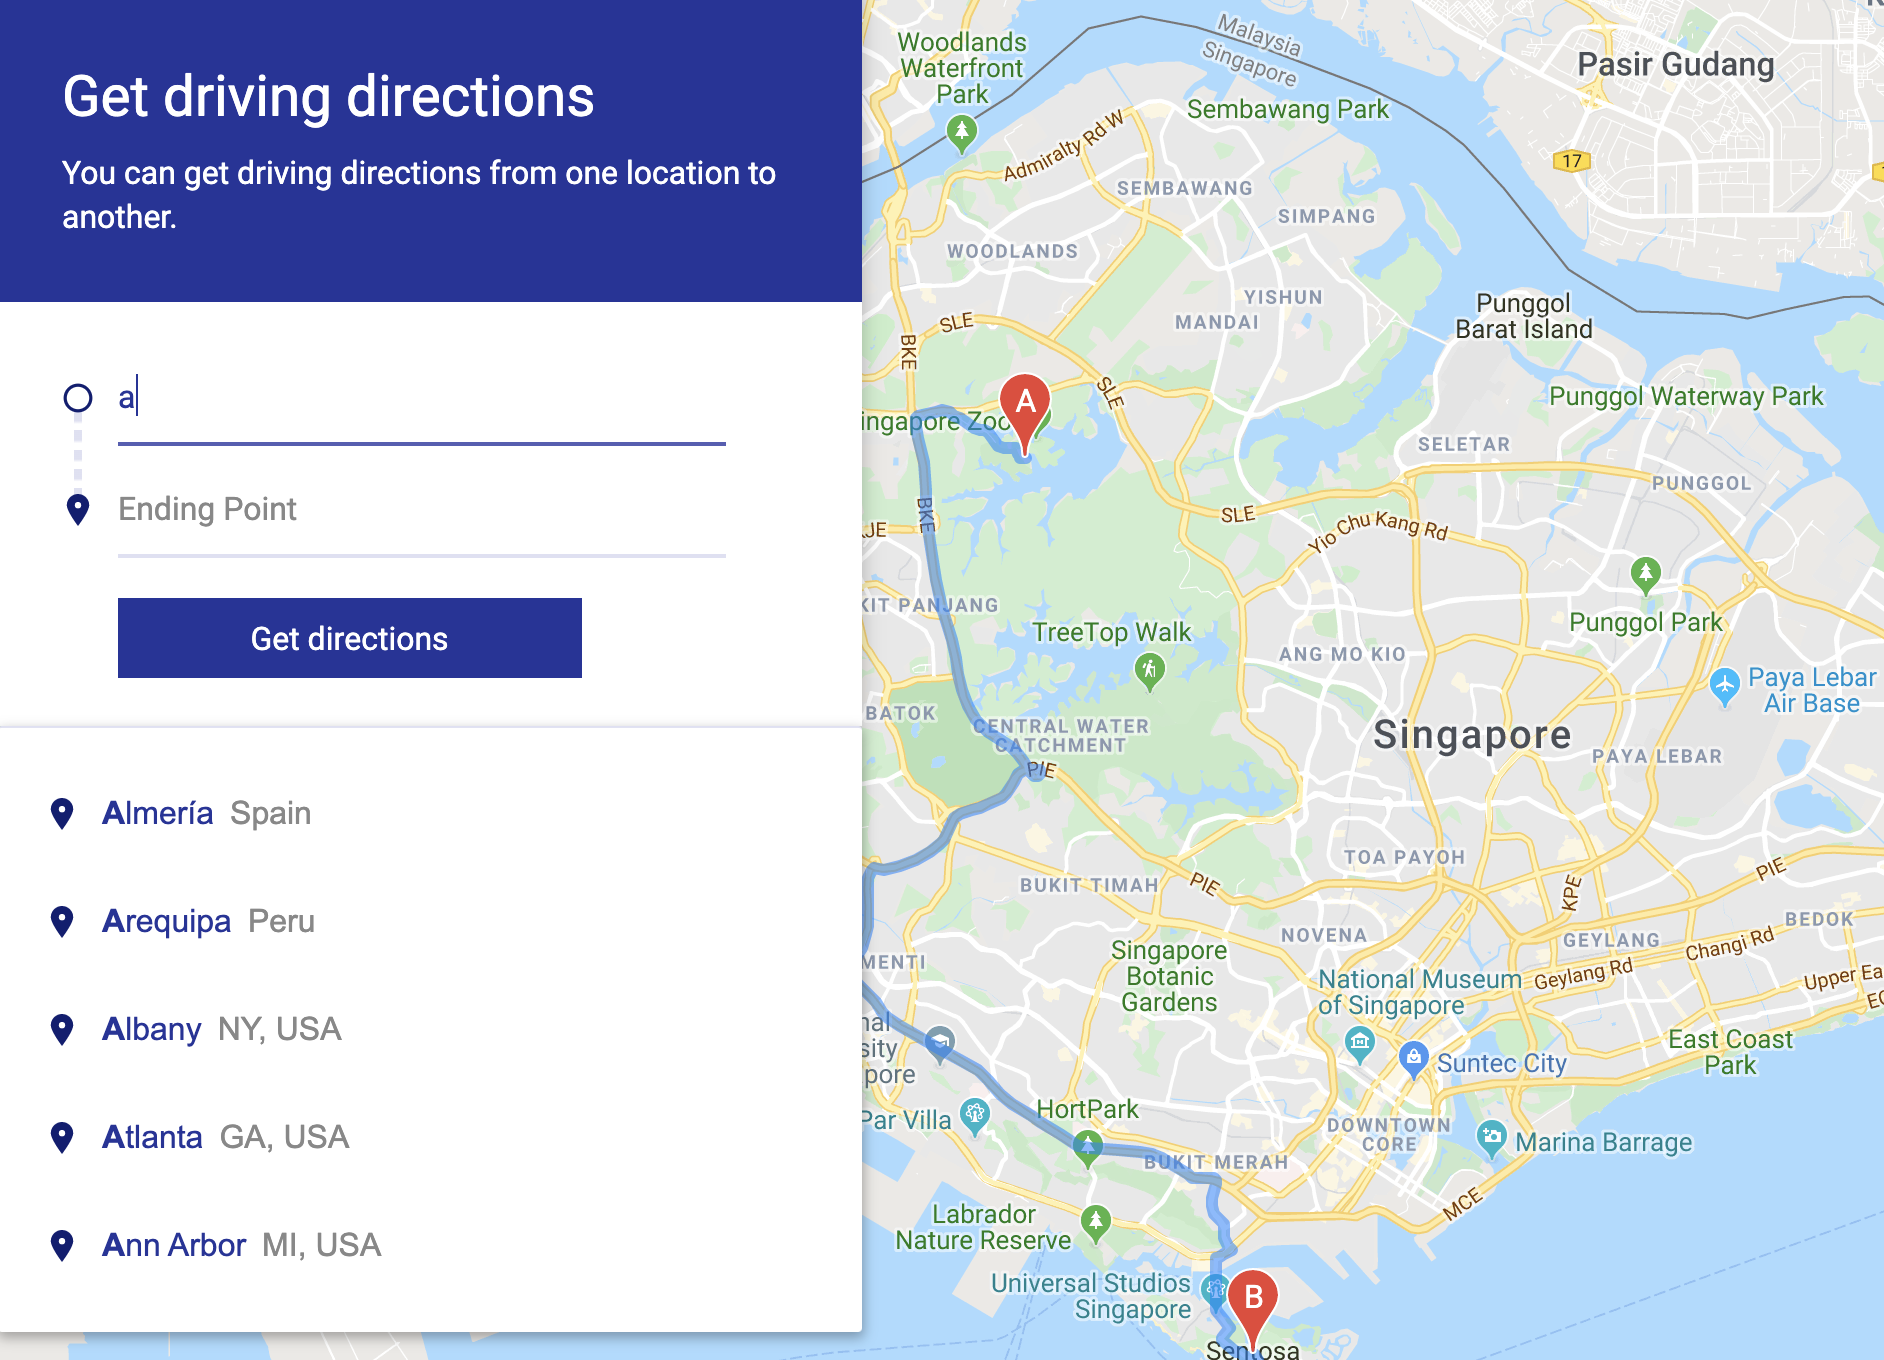 Get driving directions
You can get driving directions from one location to
another.
a
Ending Point
Get directions
Almería Spain
Arequipa Peru
Albany NY, USA
Atlanta GA, USA
Ann Arbor MI, USA
Malaysia
Singapore
Woodlands
Waterfront
Park
Pasir Gudang
Sembawang Park
Admiralty Rd W
17
SEMBAWANG
SIMPANG
WOODLANDS
YISHUN
MANDAI
Punggol
Barat Island
SLE
BKE
SLE
A
ingapore Zoo
Punggol Waterway Park
SELETAR
PUNGGOL
BKE
SLE
Yio Chu Kang Rd
JE
KIT PANJANG
TreeTop Walk
Punggol Park
ANG MO KIO
Paya Lebar
Air Base
BATOK
CENTRAL WATER
CATCHMENT
Singapore
PAYA LEBAR
PIE
TOA PAYOH
BUKIT TIMAH
PIE
KPE
PIE
BEDOK
NOVENA
GEYLANG
Changi Rd
Singapore
Botanic
Gardens
MENTI
National Museum
of Singapore
Geylang Rd
Upper Ea
EC
nal
sity
pore
East Coast
Park
Suntec City
Par Villa
HortPark
DOWNTOWN
CORE
Marina Barrage
BUKIT MERAH
MCE
Labrador
Nature Reserve
Universal Studios
Singapore
B
Sentosa